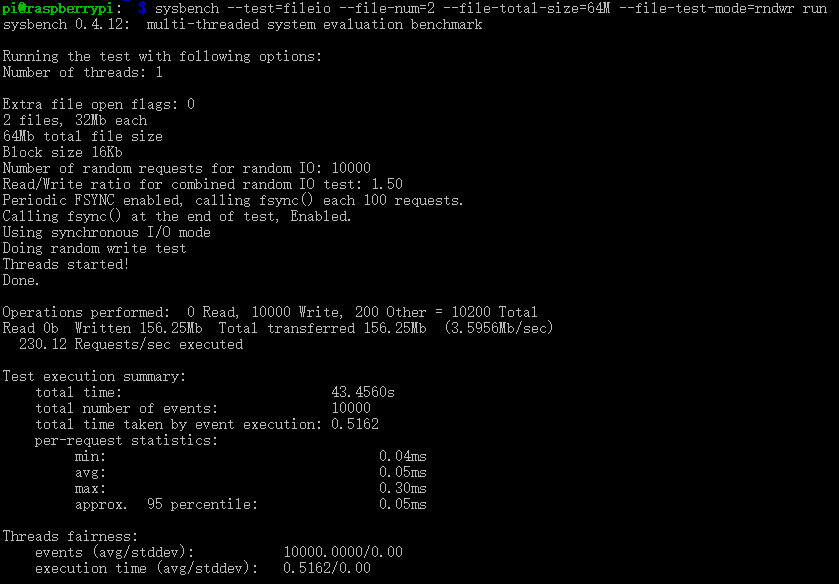 pi@raspberrypi: ~ $ sysbench --test=fileio --file-num=2 --file-total-size=64M --file-test-mode=rndwr run
sysbench 0.4.12:  multi-threaded system evaluation benchmark

Running the test with following options:
Number of threads: 1

Extra file open flags: 0
2 files, 32Mb each
64Mb total file size
Block size 16Kb
Number of random requests for random IO: 10000
Read/Write ratio for combined random IO test: 1.50
Periodic FSYNC enabled, calling fsync() each 100 requests.
Calling fsync() at the end of test, Enabled.
Using synchronous I/O mode
Doing random write test
Threads started!
Done.

Operations performed:  0 Read, 10000 Write, 200 Other = 10200 Total
Read 0b  Written 156.25Mb  Total transferred 156.25Mb  (3.5956Mb/sec)
  230.12 Requests/sec executed

Test execution summary:
    total time:                          43.4560s
    total number of events:              10000
    total time taken by event execution: 0.5162
    per-request statistics:
         min:                                  0.04ms
         avg:                                  0.05ms
         max:                                  0.30ms
         approx.  95 percentile:               0.05ms

Threads fairness:
    events (avg/stddev):           10000.0000/0.00
    execution time (avg/stddev):   0.5162/0.00